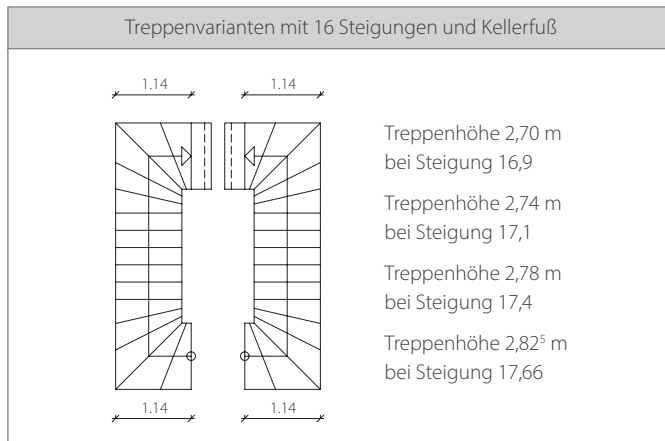 Treppenvarianten mit 16 Steigungen und Kellerfuß
1.14 1.14
Treppenhöhe 2,70 m
bei Steigung 16,9
Treppenhöhe 2,74 m
bei Steigung 17,1
Treppenhöhe 2,78 m
bei Steigung 17,4
Treppenhöhe 2,82⁵ m
bei Steigung 17,66
1.14 1.14